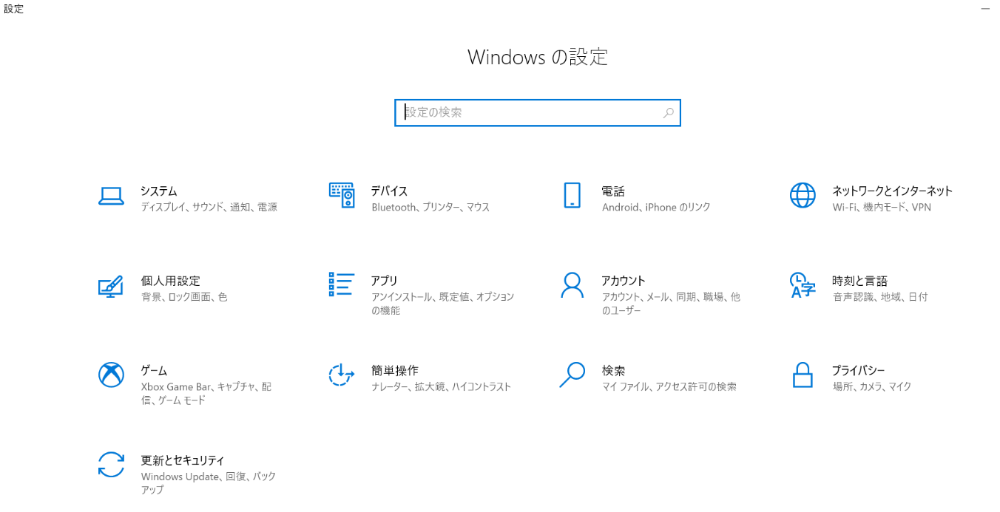 設定
Windows の設定
設定の検索
システム
ディスプレイ、サウンド、通知、電源
デバイス
Bluetooth、プリンター、マウス
電話
Android、iPhone のリンク
ネットワークとインターネット
Wi-Fi、機内モード、VPN
個人用設定
背景、ロック画面、色
アプリ
アンインストール、既定値、オプション
の機能
アカウント
アカウント、メール、同期、職場、他
のユーザー
時刻と言語
音声認識、地域、日付
ゲーム
Xbox Game Bar、キャプチャ、配
信、ゲーム モード
簡単操作
ナレーター、拡大鏡、ハイコントラスト
検索
マイ ファイル、アクセス許可の検索
プライバシー
場所、カメラ、マイク
更新とセキュリティ
Windows Update、回復、バック
アップ